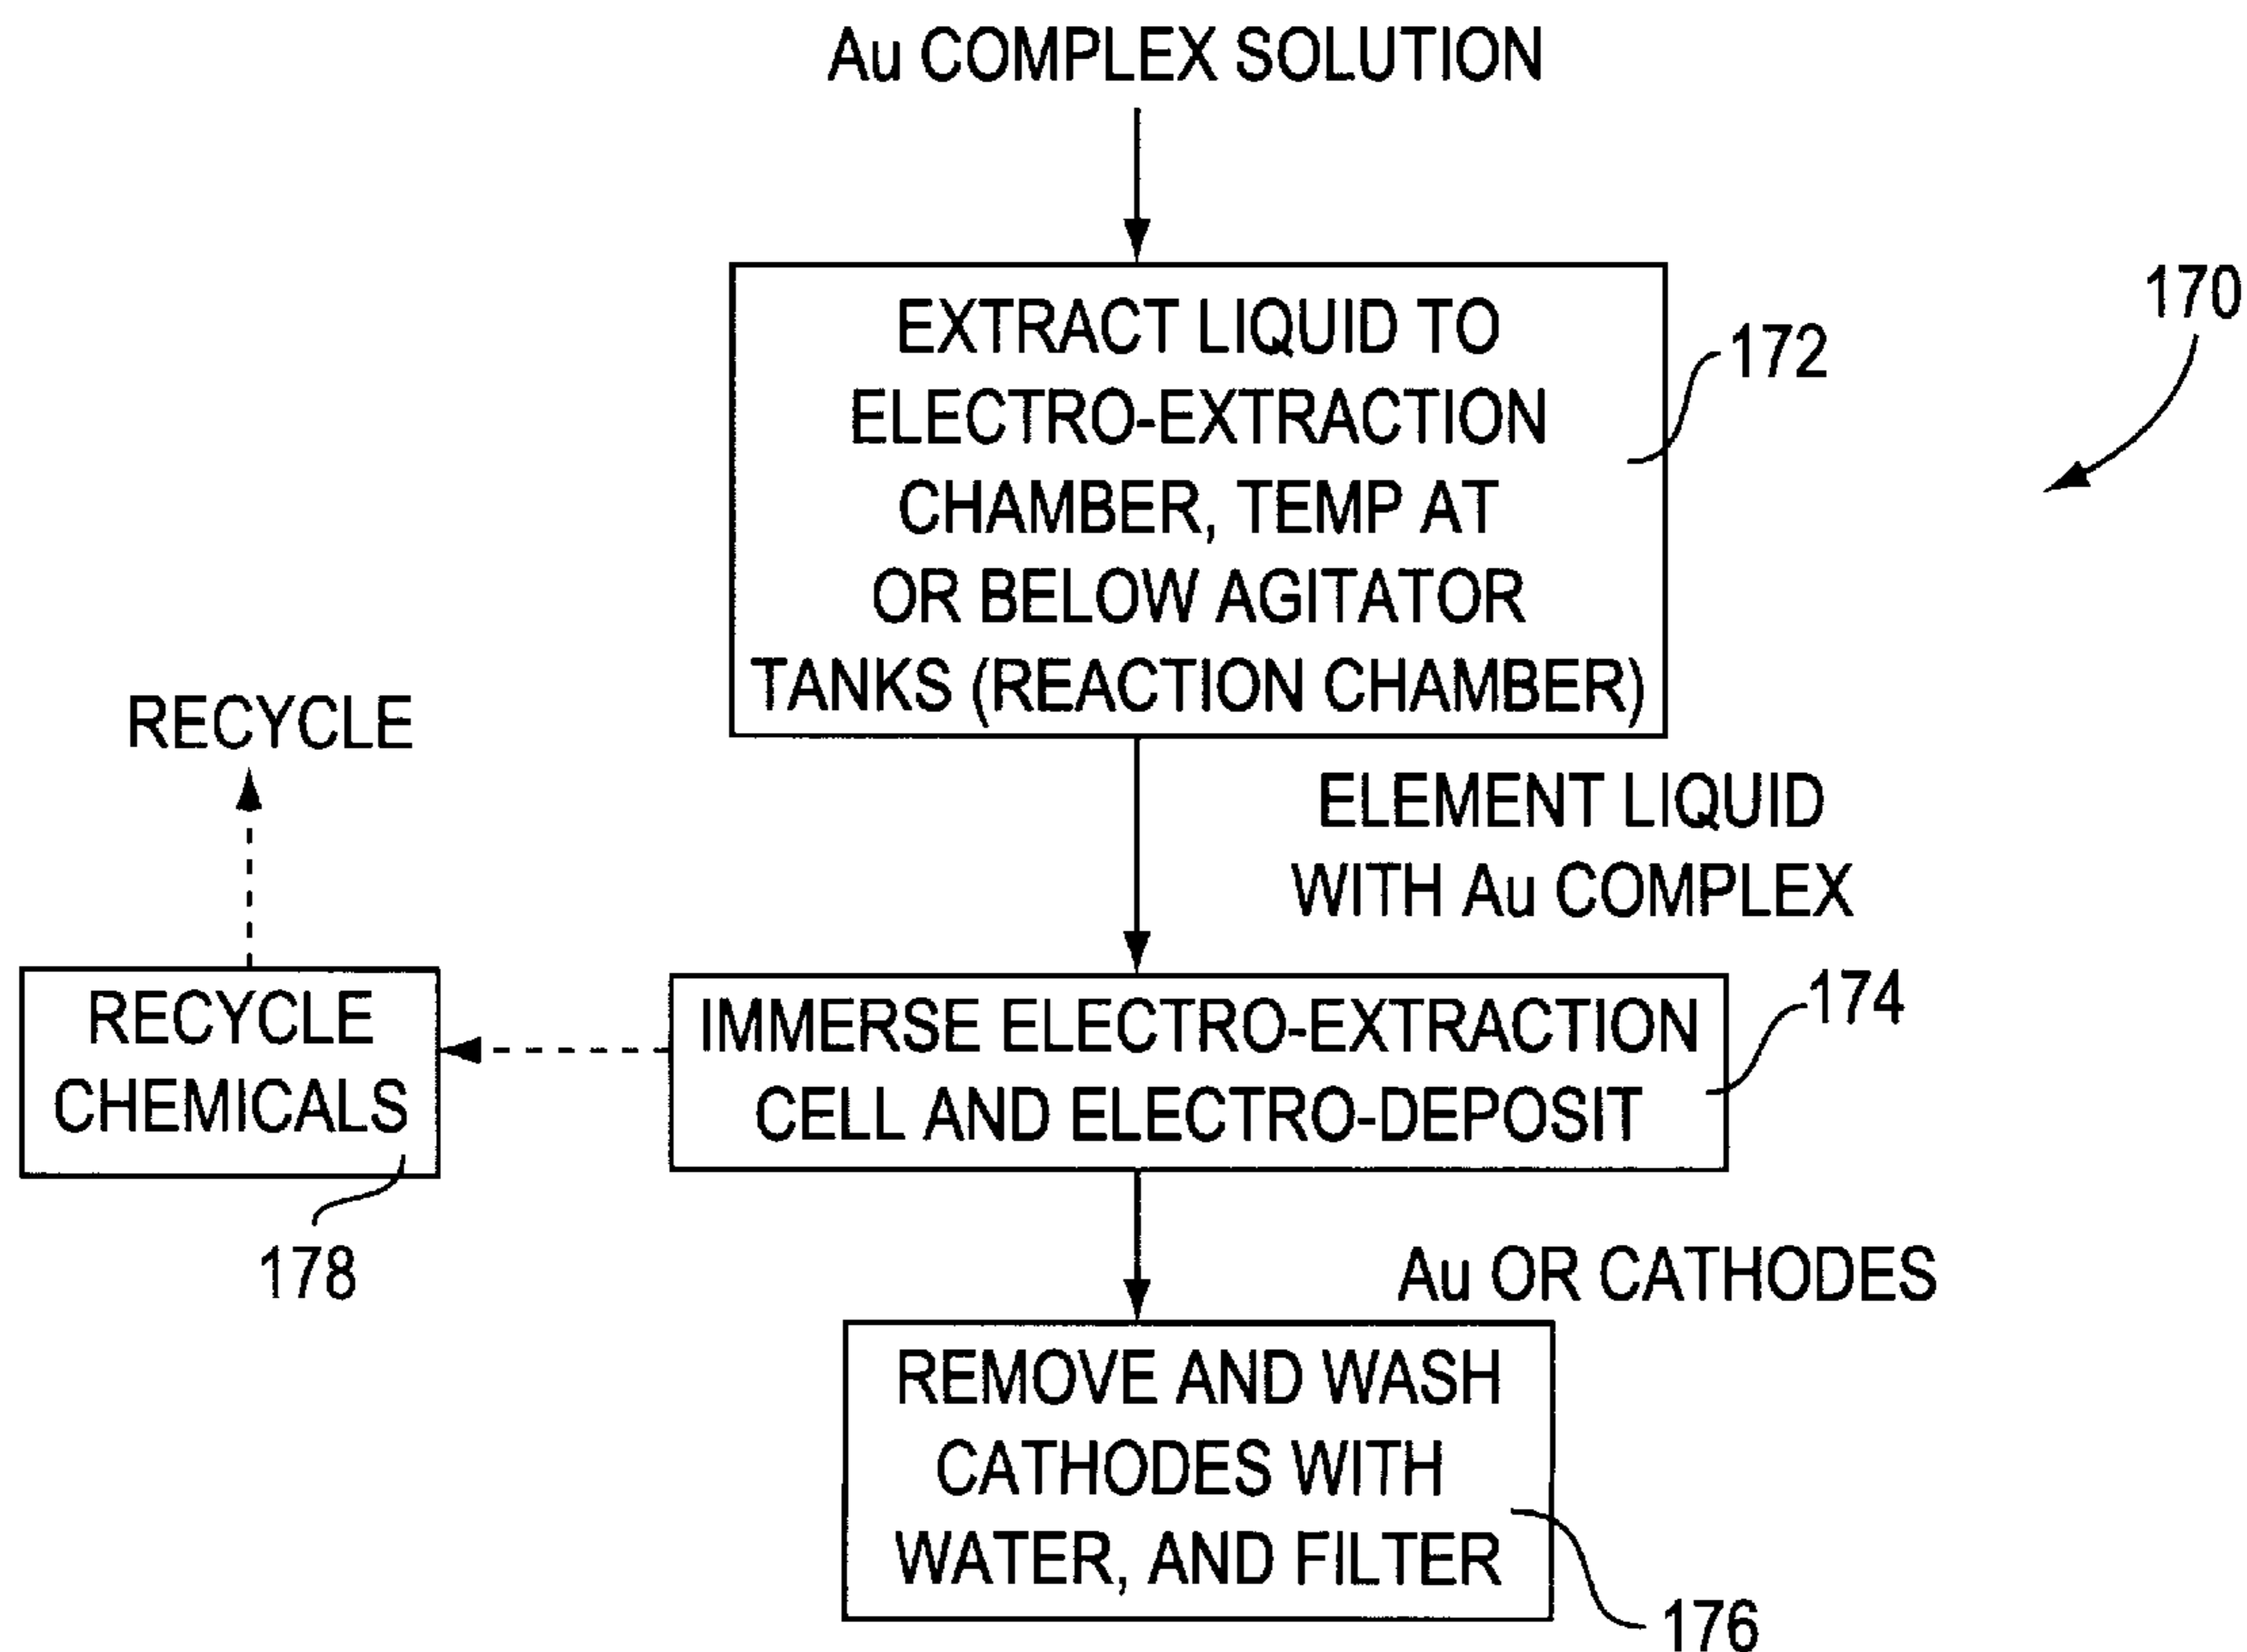 Au COMPLEX SOLUTION
170
EXTRACT LIQUID TO
ELECTRO-EXTRACTION
CHAMBER, TEMP AT
OR BELOW AGITATOR
TANKS (REACTION CHAMBER)
172
RECYCLE
ELEMENT LIQUID
WITH Au COMPLEX
RECYCLE
CHEMICALS
178
IMMERSE ELECTRO-EXTRACTION
CELL AND ELECTRO-DEPOSIT
174
Au OR CATHODES
REMOVE AND WASH
CATHODES WITH
WATER, AND FILTER
176